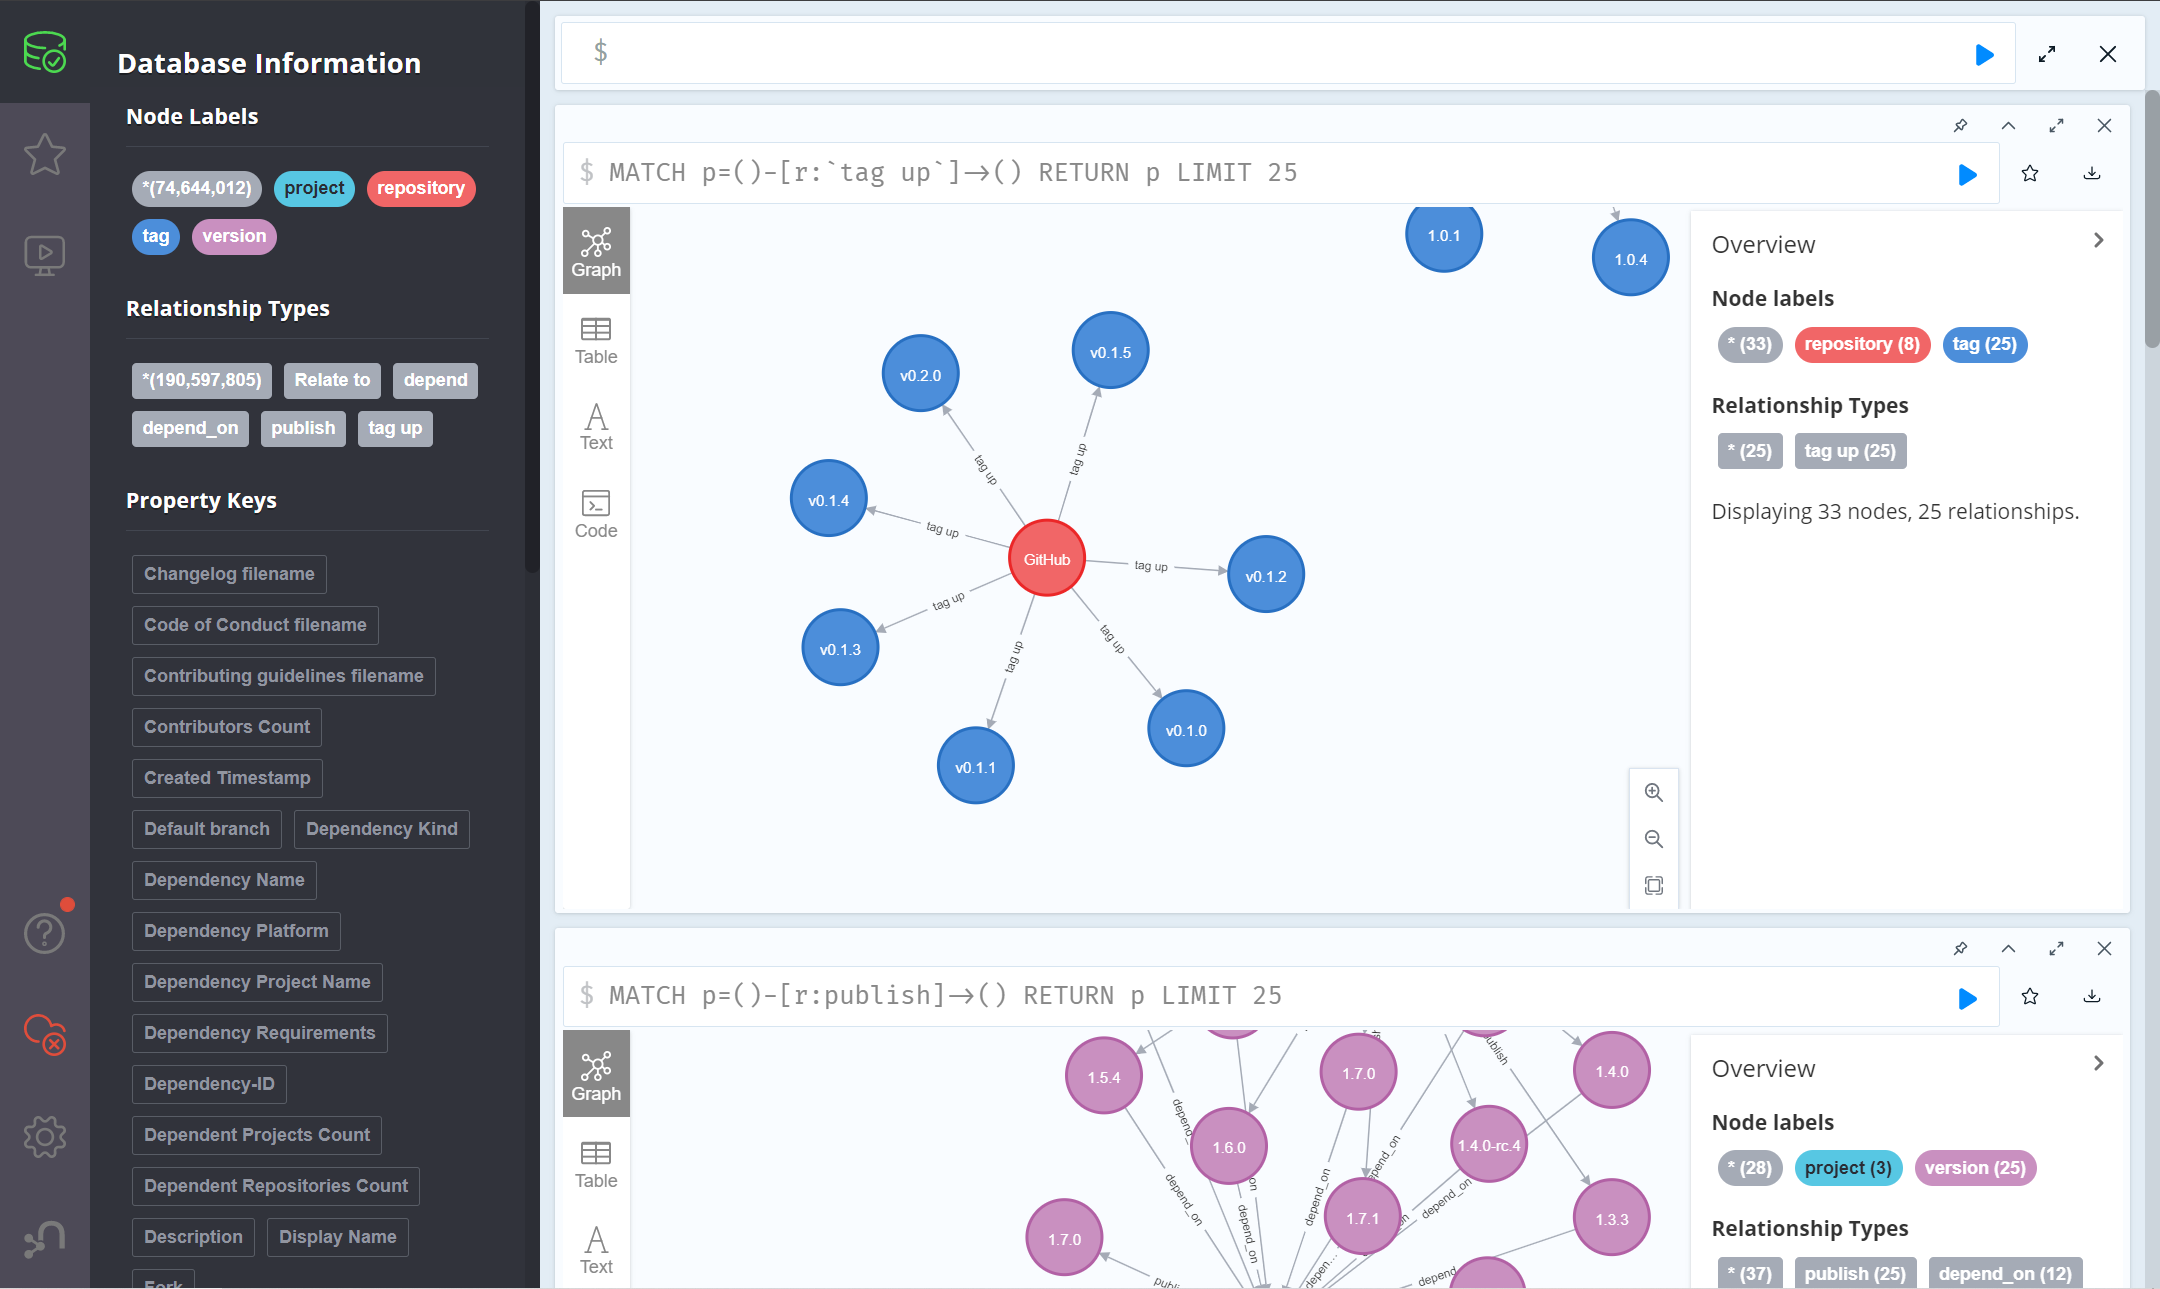 Database Information
Node Labels
*(74,644,012) project repository
tag version
Relationship Types
*(190,597,805) Relate to depend
depend_on publish tag up
Property Keys
Changelog filename
Code of Conduct filename
Contributing guidelines filename
Contributors Count
Created Timestamp
Default branch Dependency Kind
Dependency Name
Dependency Platform
Dependency Project Name
Dependency Requirements
Dependency-ID
Dependent Projects Count
Dependent Repositories Count
Description Display Name
Fork
$
$ MATCH p=()-[r:`tag up`]→() RETURN p LIMIT 25
Graph
Table
Text
Code
1.0.1
1.0.4
v0.1.5
v0.2.0
tag up
tag up
v0.1.4
tag up
GitHub
tag up
v0.1.2
tag up
v0.1.3
tag up
tag up
v0.1.0
v0.1.1
Overview
Node labels
* (33) repository (8) tag (25)
Relationship Types
* (25) tag up (25)
Displaying 33 nodes, 25 relationships.
$ MATCH p=()-[r:publish]→() RETURN p LIMIT 25
Graph
Table
Text
1.5.4
1.7.0
1.4.0
depend_
1.6.0
1.4.0-rc.4
depend_on
depend_on
depend_on
depend_on
1.7.1
1.3.3
1.7.0
depen...
depend
Overview
Node labels
* (28) project (3) version (25)
Relationship Types
* (37) publish (25) depend_on (12)